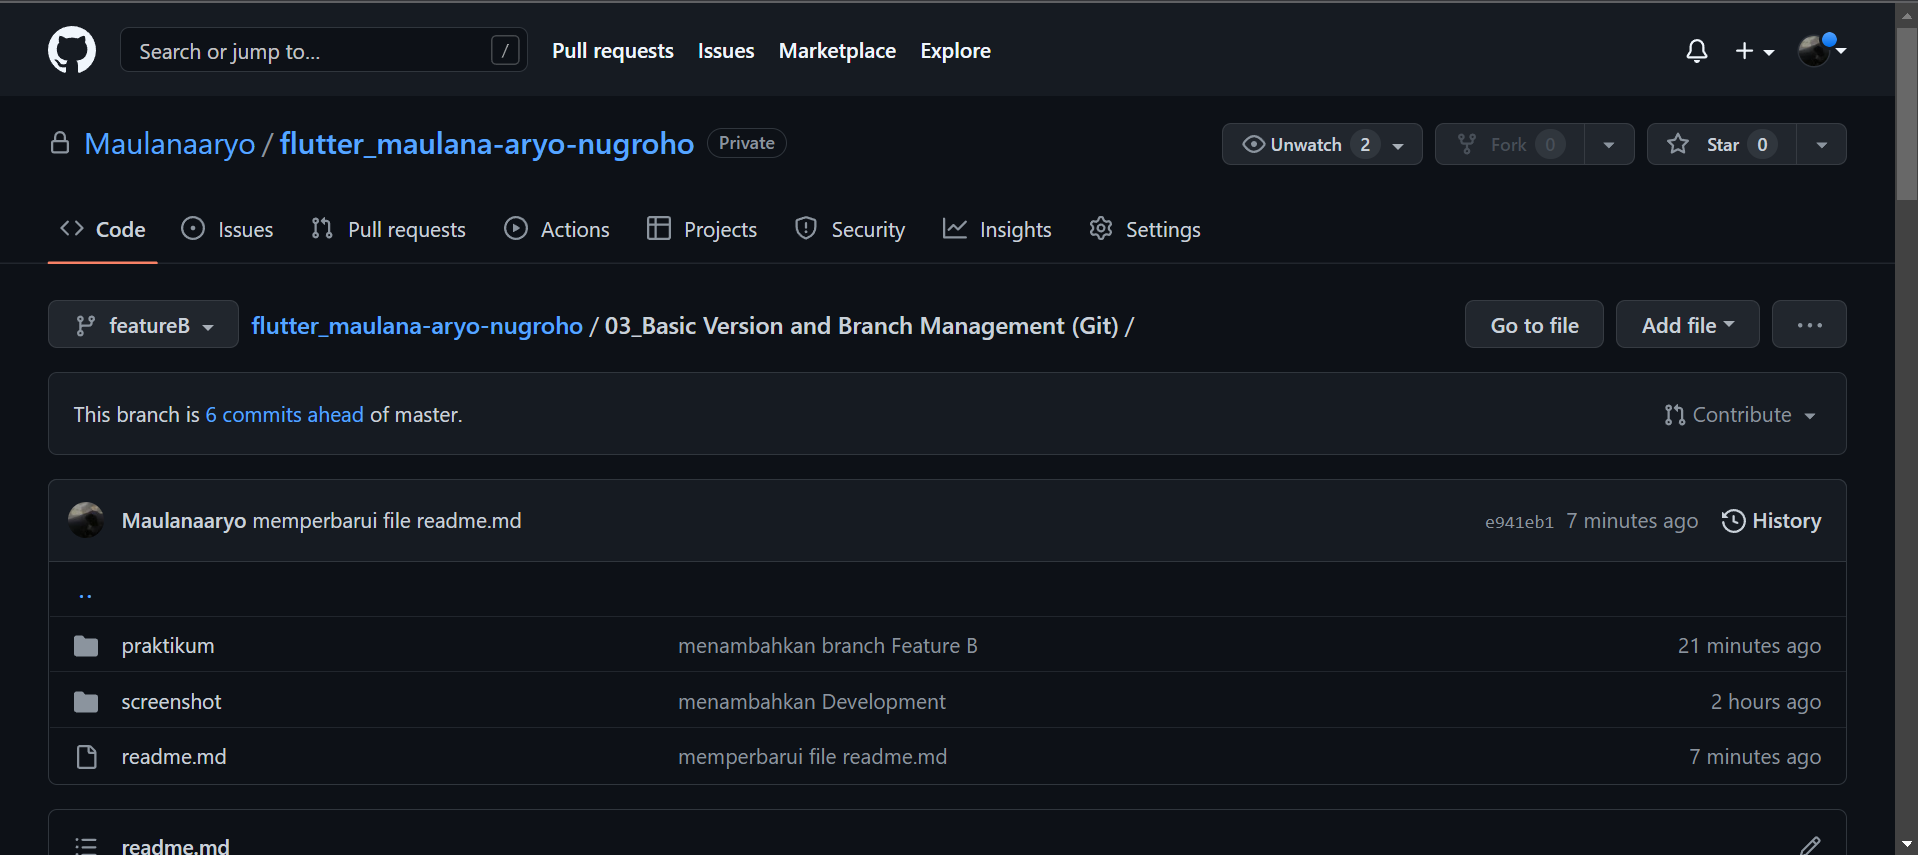 Search or jump to... / Pull requests Issues Marketplace Explore
Maulanaaryo / flutter_maulana-aryo-nugroho Private Unwatch 2 Fork 0 Star 0
Code Issues Pull requests Actions Projects Security Insights Settings
featureB flutter_maulana-aryo-nugroho / 03_Basic Version and Branch Management (Git) / Go to file Add file ...
This branch is 6 commits ahead of master. Contribute
Maulanaaryo memperbarui file readme.md e941eb1 7 minutes ago History
..
praktikum menambahkan branch Feature B 21 minutes ago
screenshot menambahkan Development 2 hours ago
readme.md memperbarui file readme.md 7 minutes ago
readme.md